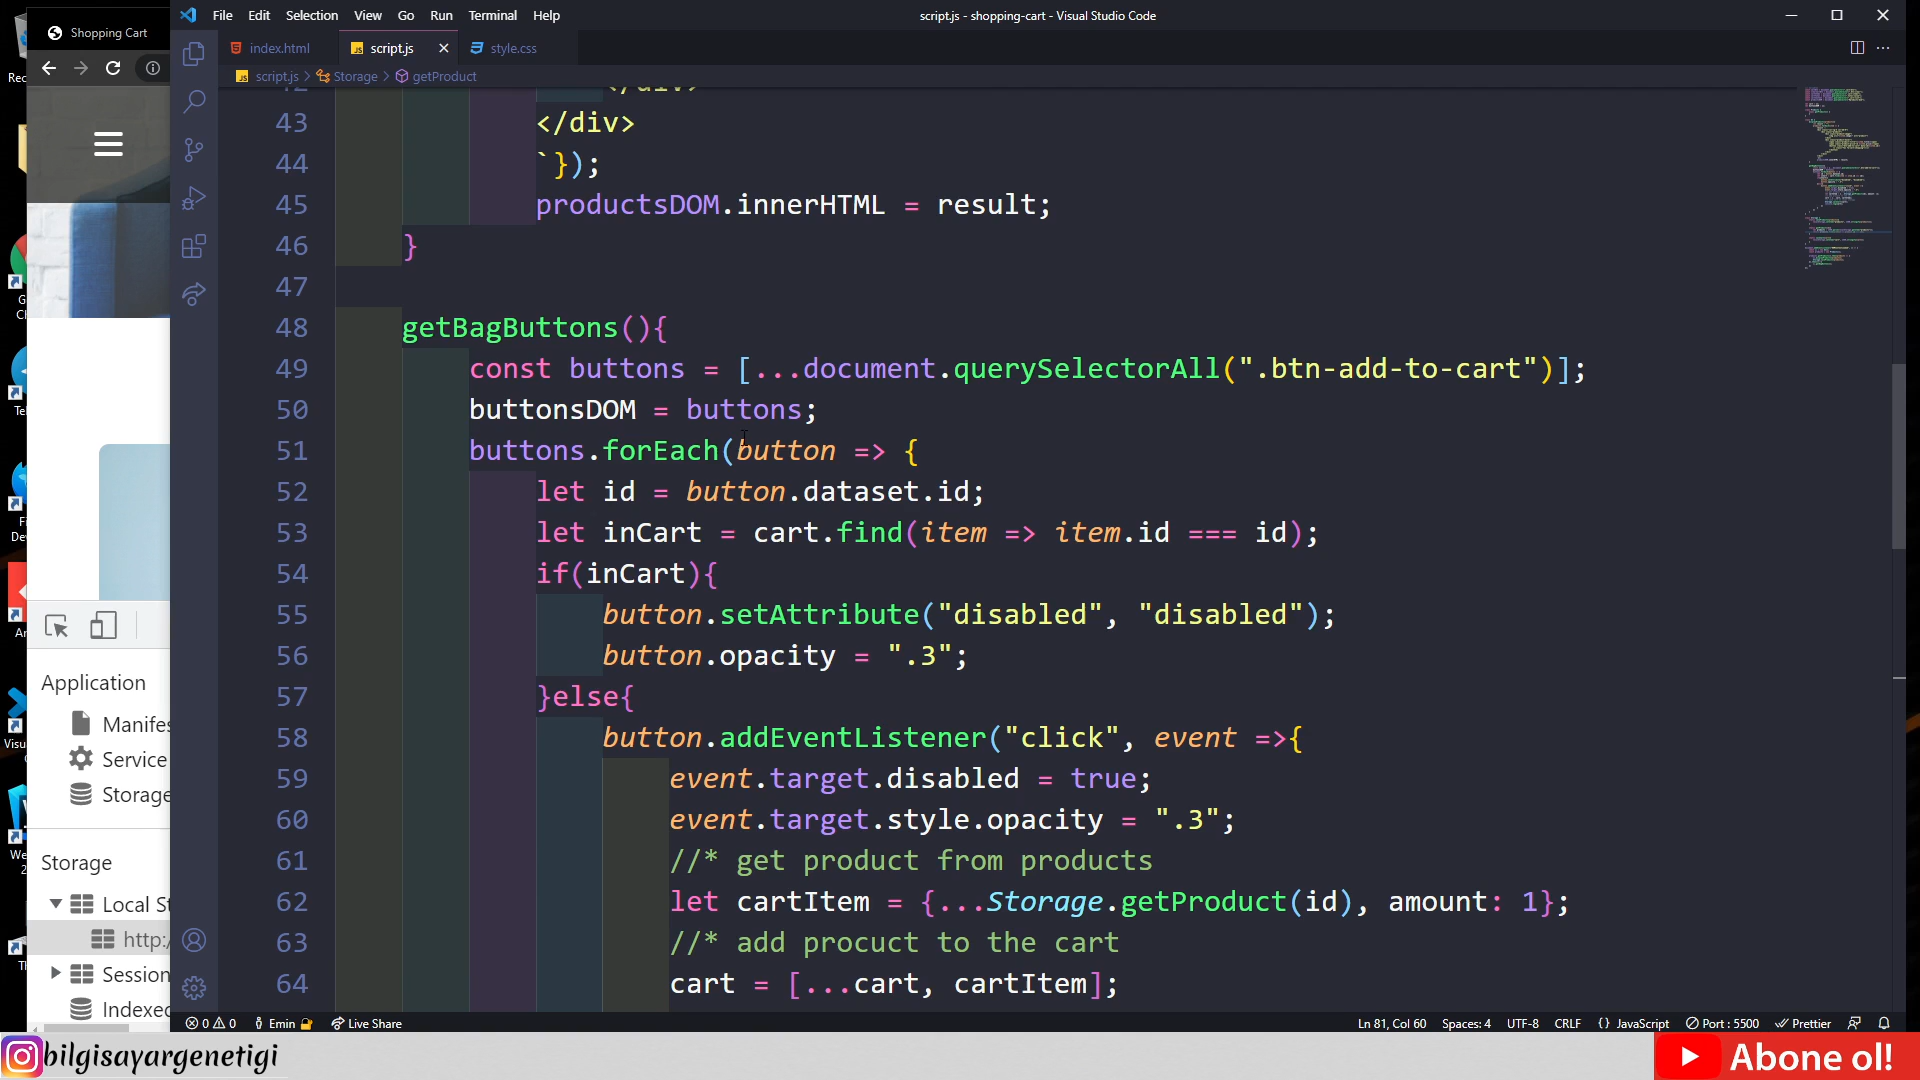 Shopping Cart
File Edit Selection View Go Run Terminal Help
script.js - shopping-cart - Visual Studio Code
index.html script.js style.css
script.js > Storage > getProduct
43 </div>
44 `});
45 productsDOM.innerHTML = result;
46 }
47
48 getBagButtons(){
49 const buttons = [...document.querySelectorAll(".btn-add-to-cart")];
50 buttonsDOM = buttons;
51 buttons.forEach(button => {
52 let id = button.dataset.id;
53 let inCart = cart.find(item => item.id === id);
54 if(inCart){
55 button.setAttribute("disabled", "disabled");
56 button.opacity = ".3";
57 }else{
58 button.addEventListener("click", event =>{
59 event.target.disabled = true;
60 event.target.style.opacity = ".3";
61 //* get product from products
62 let cartItem = {...Storage.getProduct(id), amount: 1};
63 //* add procuct to the cart
64 cart = [...cart, cartItem];
Application
Manifes
Service
Storage
Storage
Local St
http:/
Session
Indexed
0 0 Emin Live Share
Ln 81, Col 60 Spaces: 4 UTF-8 CRLF {} JavaScript Port : 5500 Prettier
bilgisayargenetigi
Abone ol!